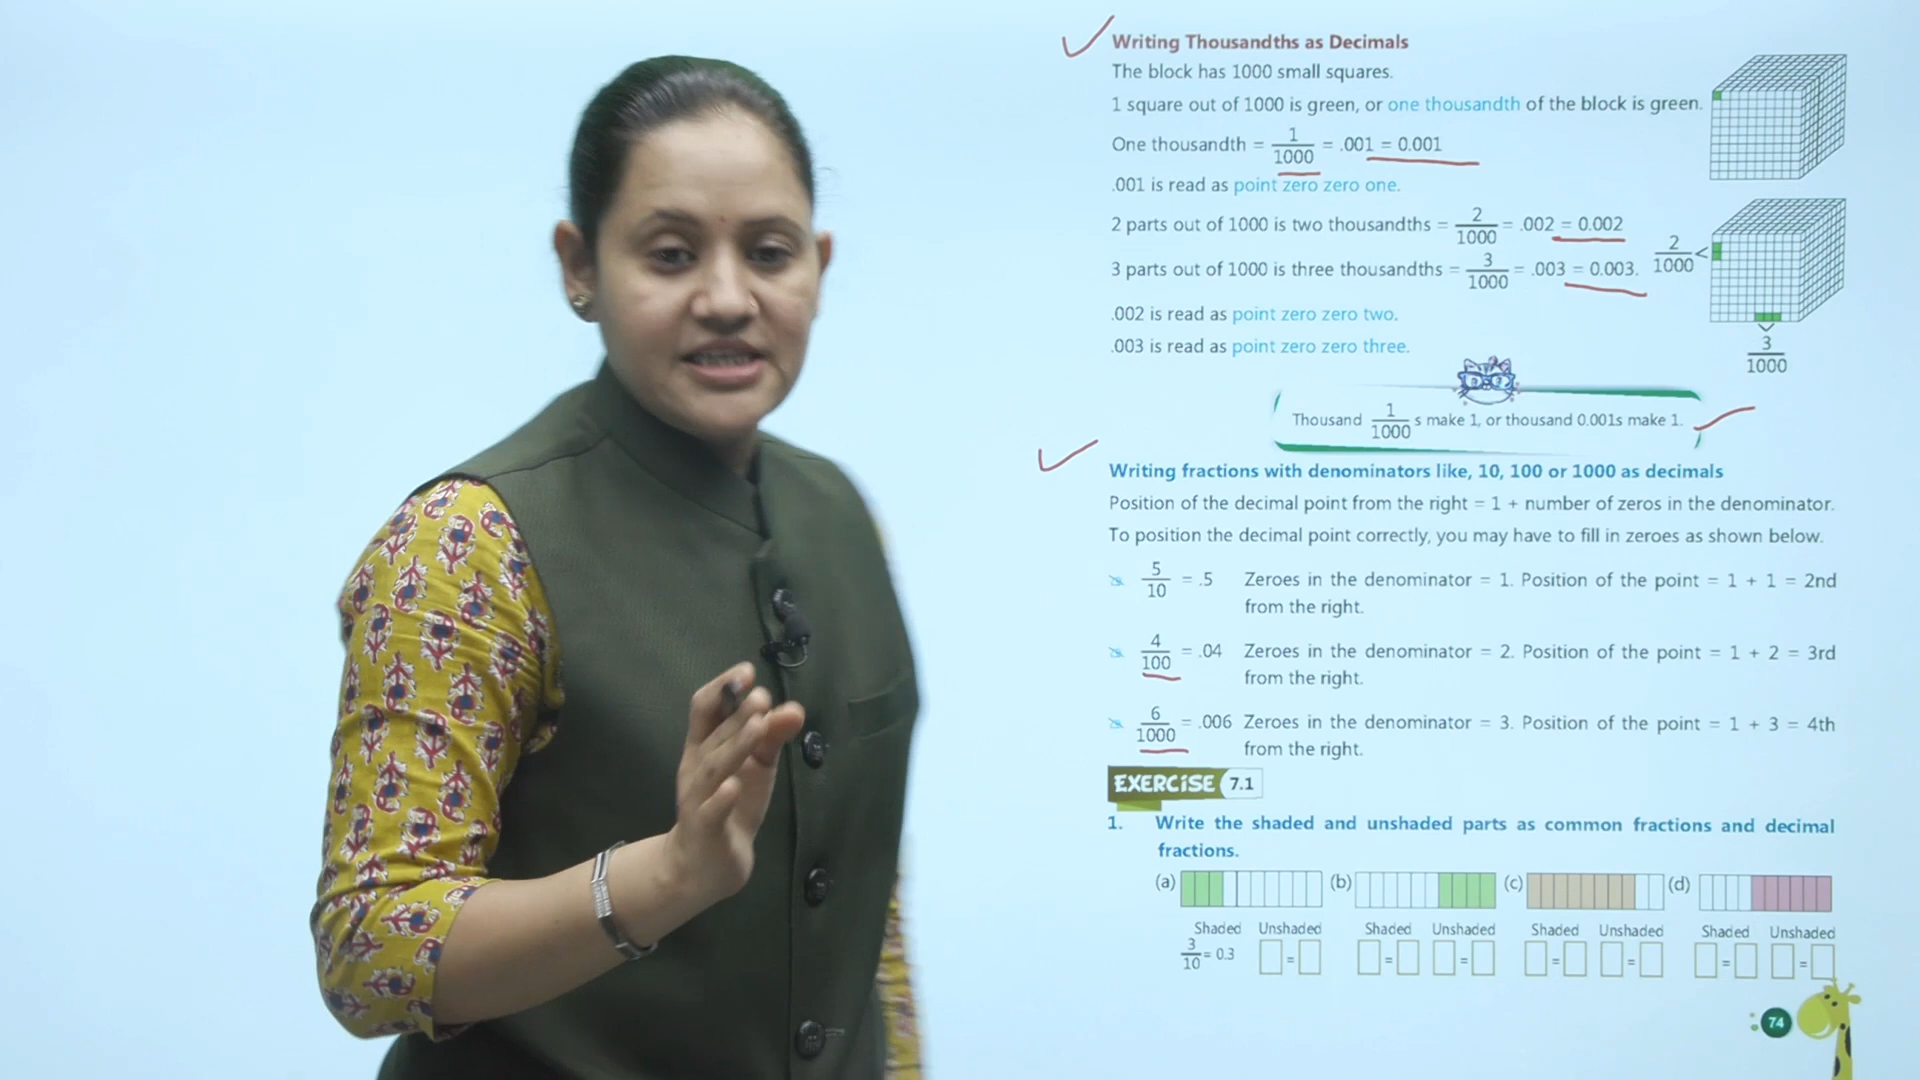 Writing Thousandths as Decimals
The block has 1000 small squares.
1 square out of 1000 is green, or one thousandth of the block is green.
One thousandth = 1/1000 = .001 = 0.001
.001 is read as point zero zero one.
2 parts out of 1000 is two thousandths = 2/1000 = .002 = 0.002
2/1000 <
3 parts out of 1000 is three thousandths = 3/1000 = .003 = 0.003.
.002 is read as point zero zero two.
.003 is read as point zero zero three.
3/1000
Thousand 1/1000 s make 1, or thousand 0.001s make 1.
Writing fractions with denominators like, 10, 100 or 1000 as decimals
Position of the decimal point from the right = 1 + number of zeros in the denominator.
To position the decimal point correctly, you may have to fill in zeroes as shown below.
5/10 = .5 Zeroes in the denominator = 1. Position of the point = 1 + 1 = 2nd
from the right.
4/100 = .04 Zeroes in the denominator = 2. Position of the point = 1 + 2 = 3rd
from the right.
6/1000 = .006 Zeroes in the denominator = 3. Position of the point = 1 + 3 = 4th
from the right.
EXERCiSE 7.1
1. Write the shaded and unshaded parts as common fractions and decimal
fractions.
(a) (b) (c) (d)
Shaded Unshaded Shaded Unshaded Shaded Unshaded Shaded Unshaded
3/10 = 0.3 = = = = = = =
74